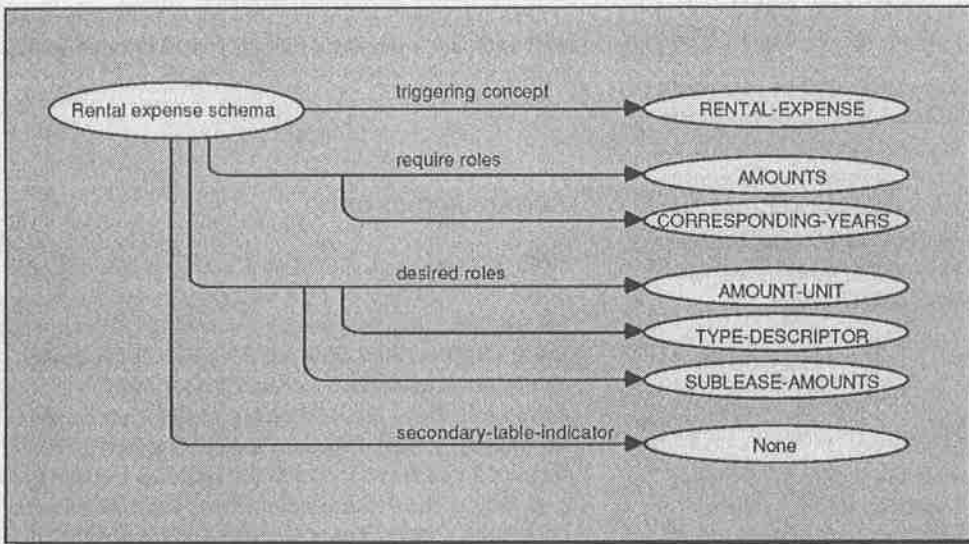 triggering concept
Rental expense schema
RENTAL-EXPENSE
require roles
AMOUNTS
CORRESPONDING-YEARS
desired roles
AMOUNT-UNIT
TYPE-DESCRIPTOR
SUBLEASE-AMOUNTS
secondary-table-indicator
None